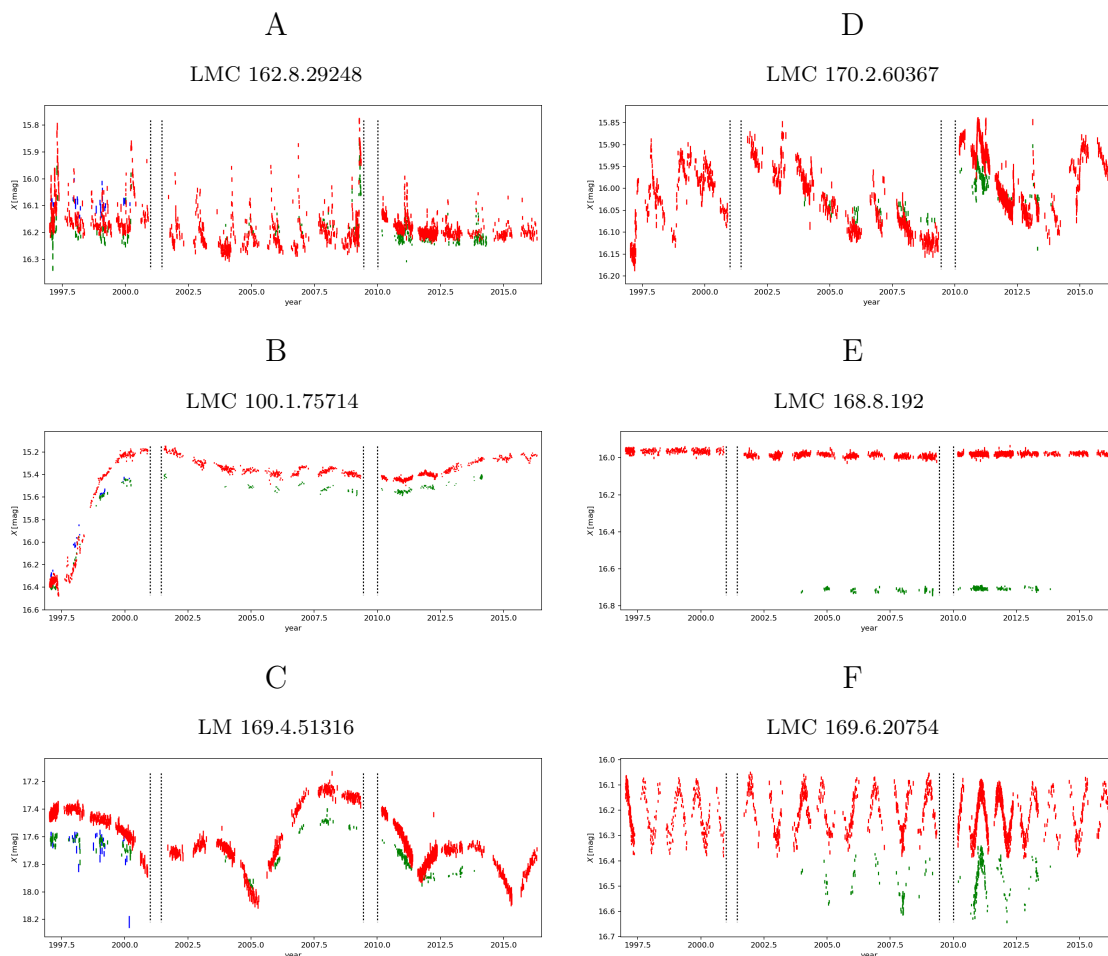 A
LMC 162.8.29248
X [mag]
15.8
15.9
16.0
16.1
16.2
16.3
1997.5 2000.0 2002.5 2005.0 2007.5 2010.0 2012.5 2015.0
year
B
LMC 100.1.75714
X [mag]
15.2
15.4
15.6
15.8
16.0
16.2
16.4
16.6
1997.5 2000.0 2002.5 2005.0 2007.5 2010.0 2012.5 2015.0
year
C
LM 169.4.51316
X [mag]
17.2
17.4
17.6
17.8
18.0
18.2
1997.5 2000.0 2002.5 2005.0 2007.5 2010.0 2012.5 2015.0
year
D
LMC 170.2.60367
X [mag]
15.85
15.90
15.95
16.00
16.05
16.10
16.15
16.20
1997.5 2000.0 2002.5 2005.0 2007.5 2010.0 2012.5 2015.0
year
E
LMC 168.8.192
X [mag]
16.0
16.2
16.4
16.6
16.8
1997.5 2000.0 2002.5 2005.0 2007.5 2010.0 2012.5 2015.0
year
F
LMC 169.6.20754
X [mag]
16.0
16.1
16.2
16.3
16.4
16.5
16.6
16.7
1997.5 2000.0 2002.5 2005.0 2007.5 2010.0 2012.5 2015.0
year